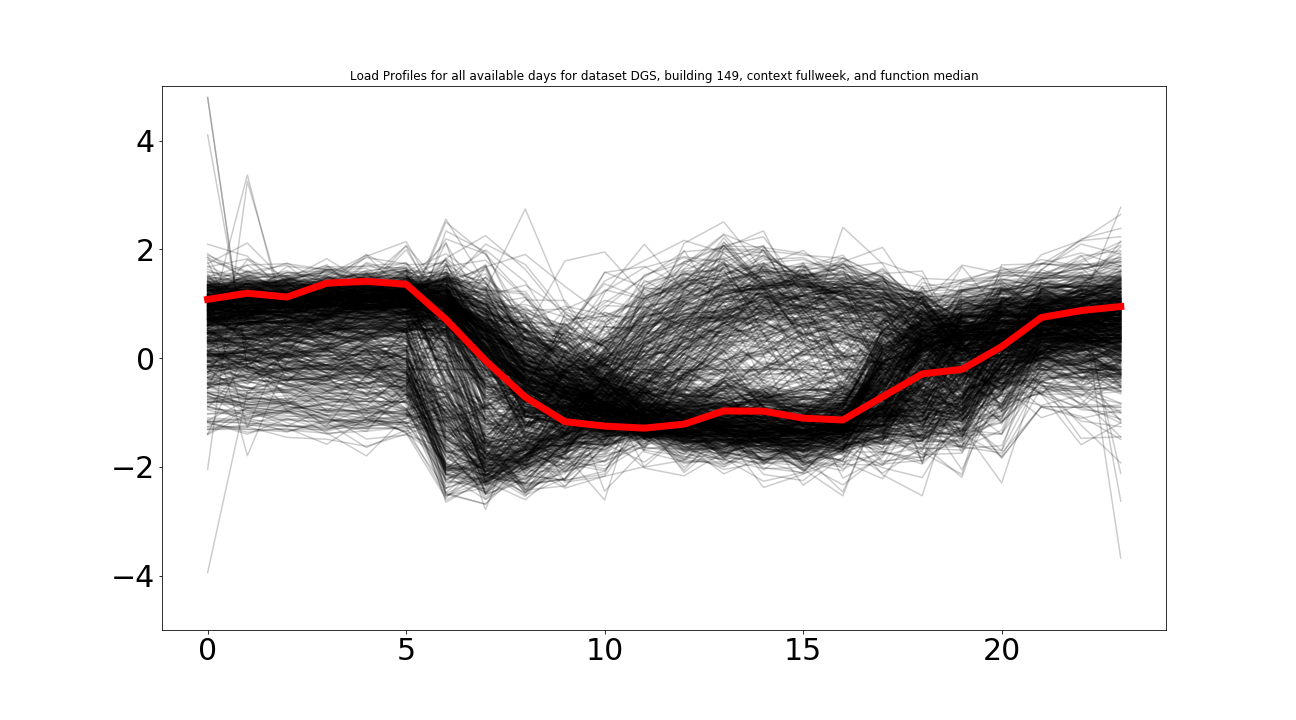 Load Profiles for all available days for dataset DGS, building 149, context fullweek, and function median
4
2
0
−2
−4
0 5 10 15 20